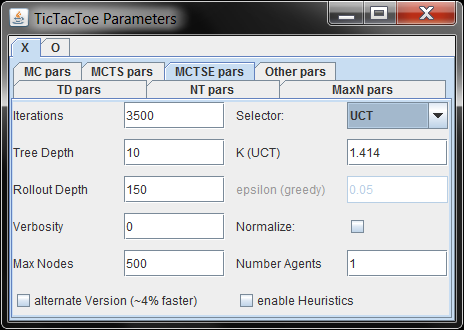 TicTacToe Parameters
X O
MC pars MCTS pars MCTSE pars Other pars
TD pars NT pars MaxN pars
Iterations 3500 Selector: UCT
Tree Depth 10 K (UCT) 1.414
Rollout Depth 150 epsilon (greedy) 0.05
Verbosity 0 Normalize:
Max Nodes 500 Number Agents 1
alternate Version (~4% faster) enable Heuristics